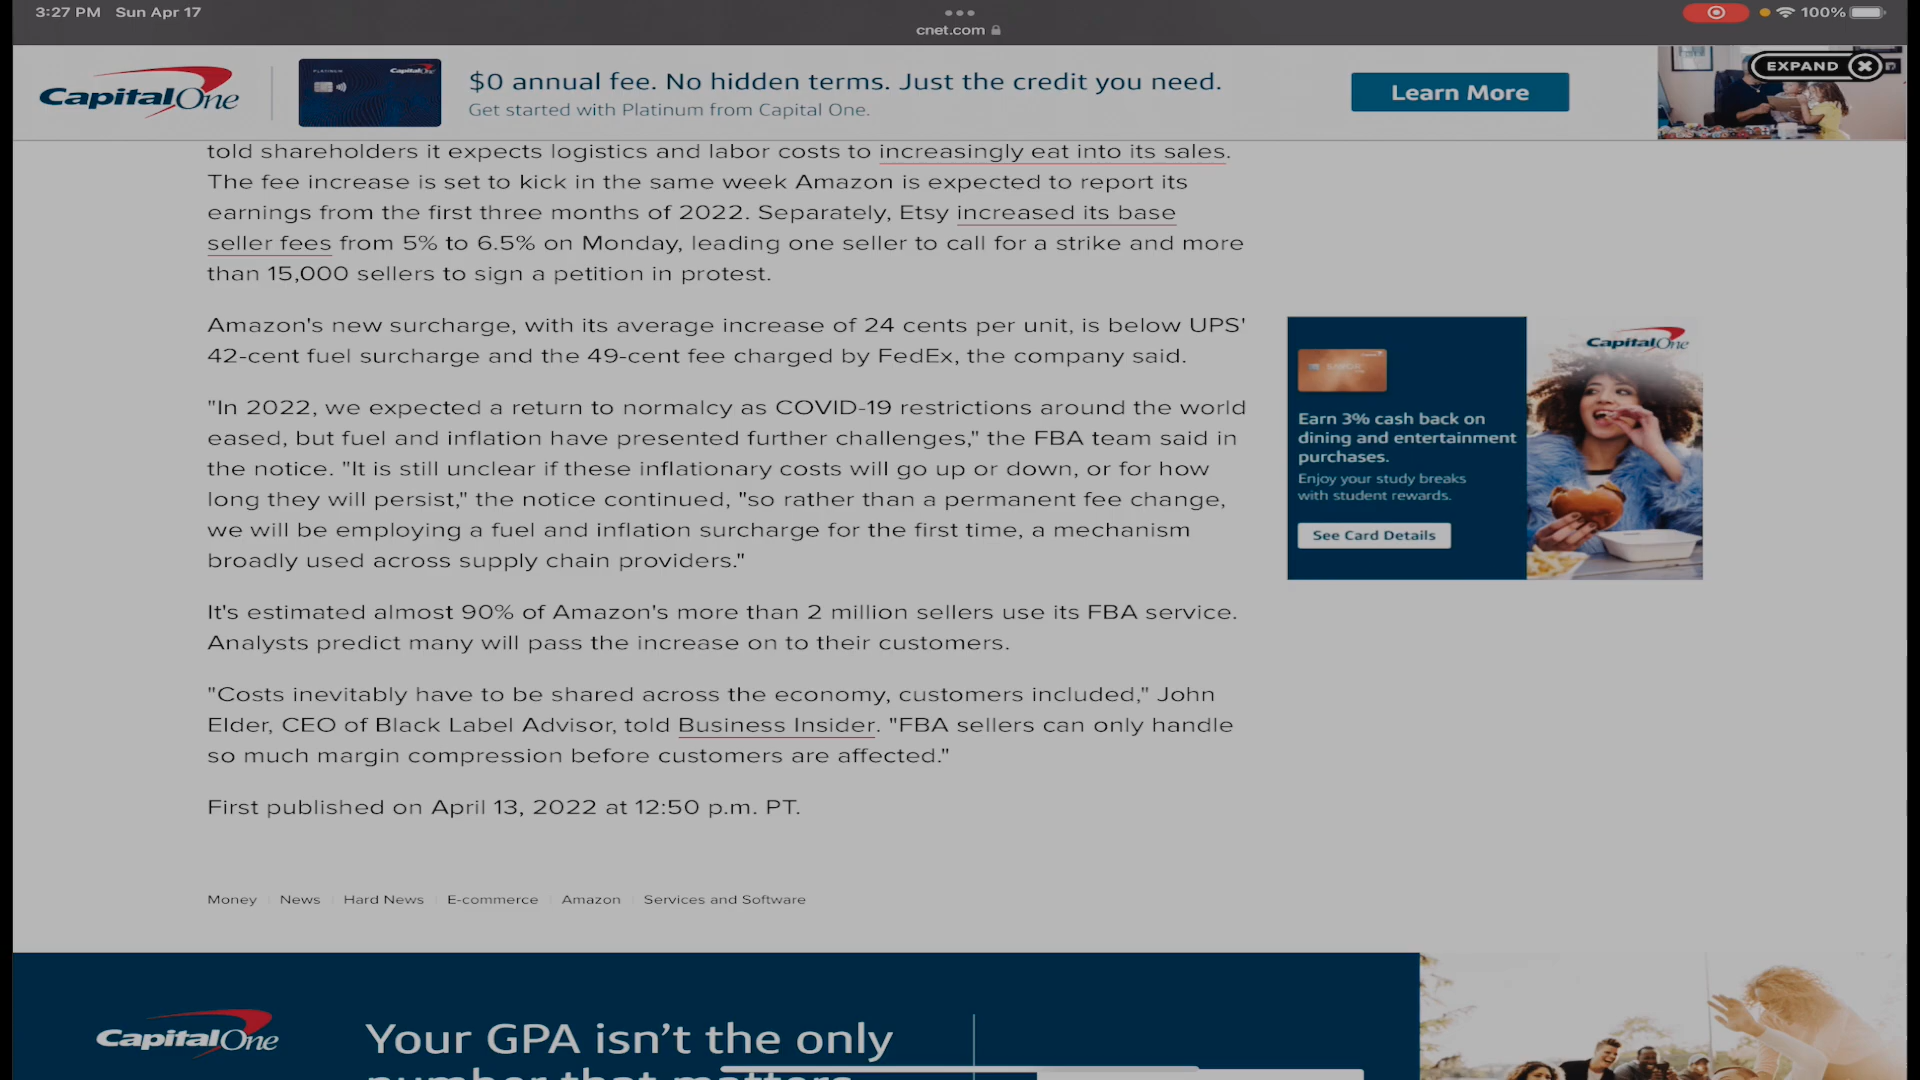 3:27 PM Sun Apr 17
100%
cnet.com
CapitalOne
PLATINUM
CapitalOne
$0 annual fee. No hidden terms. Just the credit you need.
Get started with Platinum from Capital One.
Learn More
EXPAND
told shareholders it expects logistics and labor costs to increasingly eat into its sales.
The fee increase is set to kick in the same week Amazon is expected to report its
earnings from the first three months of 2022. Separately, Etsy increased its base
seller fees from 5% to 6.5% on Monday, leading one seller to call for a strike and more
than 15,000 sellers to sign a petition in protest.
Amazon's new surcharge, with its average increase of 24 cents per unit, is below UPS'
42-cent fuel surcharge and the 49-cent fee charged by FedEx, the company said.
"In 2022, we expected a return to normalcy as COVID-19 restrictions around the world
eased, but fuel and inflation have presented further challenges," the FBA team said in
the notice. "It is still unclear if these inflationary costs will go up or down, or for how
long they will persist," the notice continued, "so rather than a permanent fee change,
we will be employing a fuel and inflation surcharge for the first time, a mechanism
broadly used across supply chain providers."
It's estimated almost 90% of Amazon's more than 2 million sellers use its FBA service.
Analysts predict many will pass the increase on to their customers.
"Costs inevitably have to be shared across the economy, customers included," John
Elder, CEO of Black Label Advisor, told Business Insider. "FBA sellers can only handle
so much margin compression before customers are affected."
First published on April 13, 2022 at 12:50 p.m. PT.
CapitalOne
Earn 3% cash back on
dining and entertainment
purchases.
Enjoy your study breaks
with student rewards.
See Card Details
Money News Hard News E-commerce Amazon Services and Software
CapitalOne
Your GPA isn't the only
number that matters